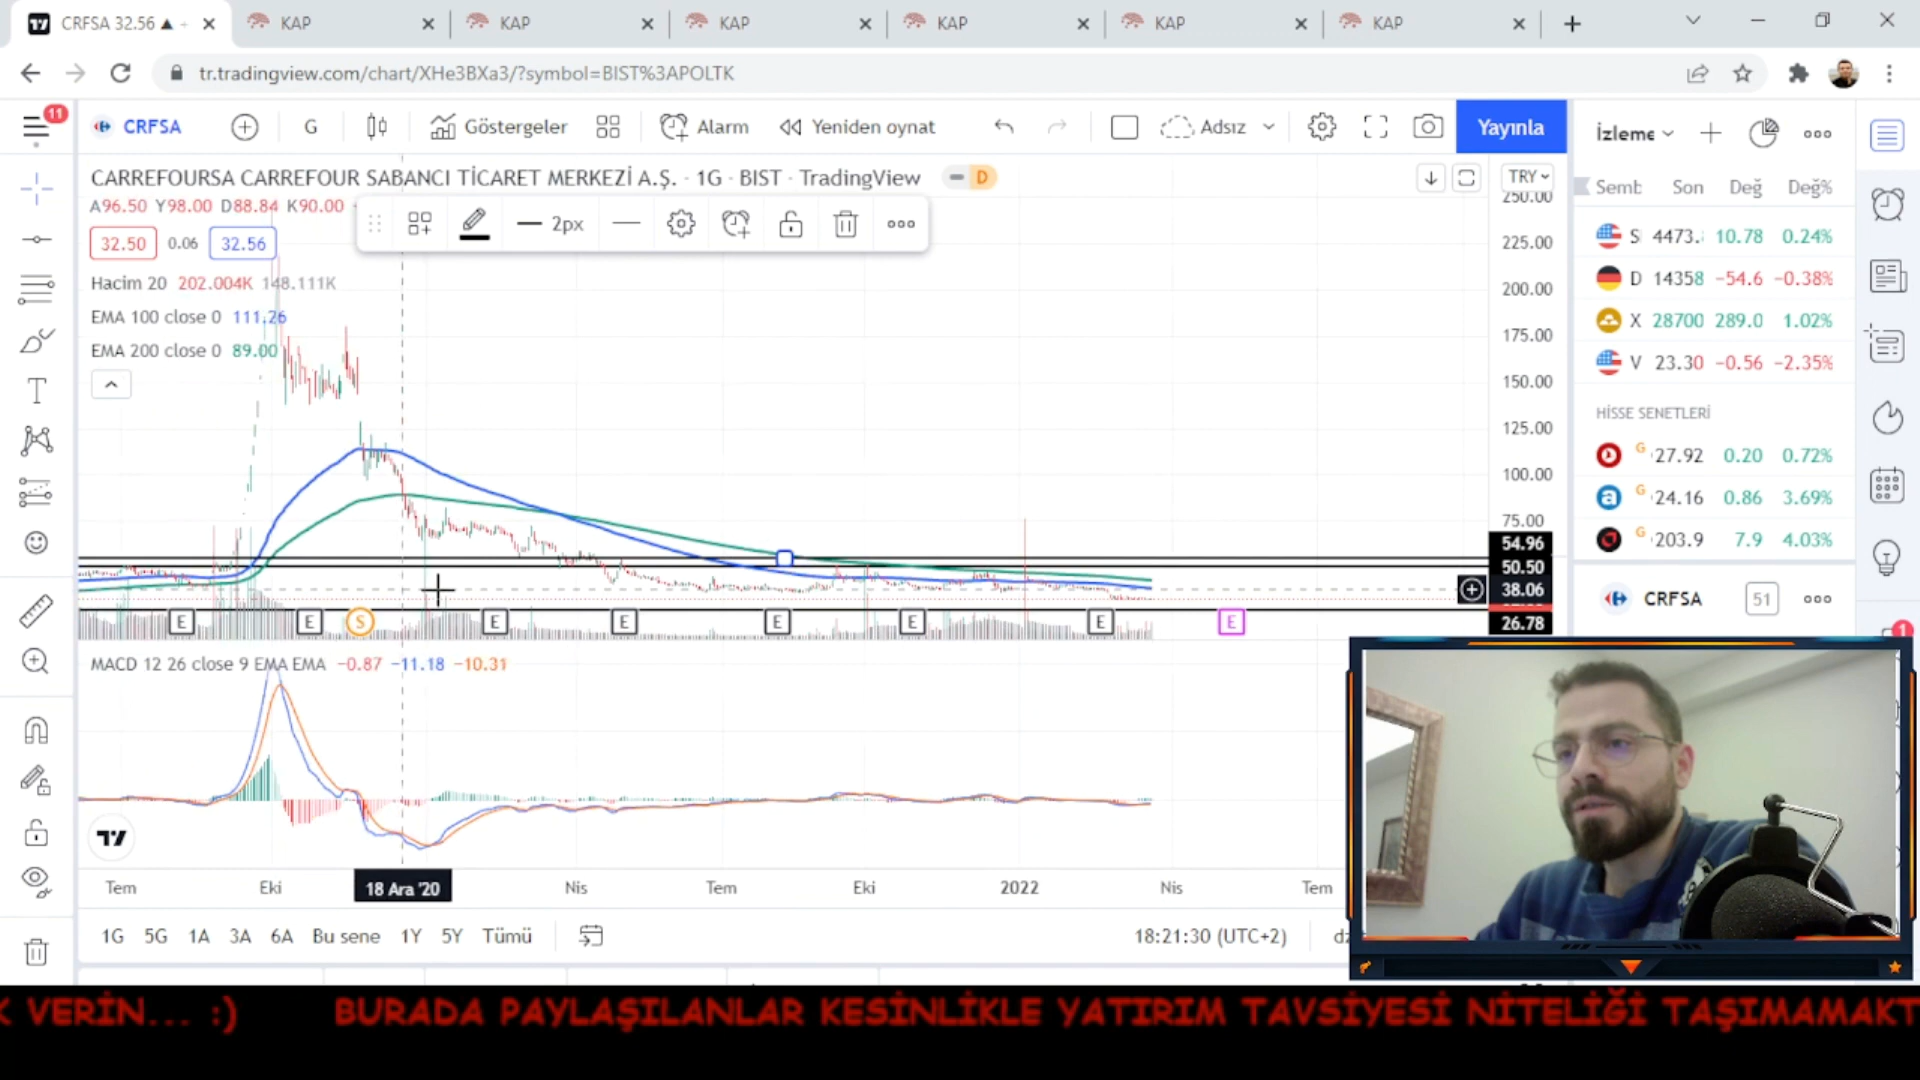 CRFSA 32.56
KAP
KAP
KAP
KAP
KAP
KAP
tr.tradingview.com/chart/XHe3BXa3/?symbol=BIST%3APOLTK
11
CRFSA
G
Göstergeler
Alarm
Yeniden oynat
Adsız
Yayınla
CARREFOURSA CARREFOUR SABANCI TİCARET MERKEZİ A.Ş. · 1G · BIST · TradingView
D
A96.50 Y98.00 D88.84 K90.00
2px
32.50 0.06 32.56
Hacim 20 202.004K 148.111K
EMA 100 close 0 111.26
EMA 200 close 0 89.00
TRY
250.00
225.00
200.00
175.00
150.00
125.00
100.00
75.00
54.96
50.50
38.06
26.78
E E S E E E E E E
MACD 12 26 close 9 EMA EMA −0.87 −11.18 −10.31
Tem Eki 18 Ara '20 Nis Tem Eki 2022 Nis Tem
1G 5G 1A 3A 6A Bu sene 1Y 5Y Tümü
18:21:30 (UTC+2)
İzleme
Semb Son Değ Değ%
S 4473. 10.78 0.24%
D 14358 −54.6 −0.38%
X 28700 289.0 1.02%
V 23.30 −0.56 −2.35%
HİSSE SENETLERİ
G 27.92 0.20 0.72%
G 24.16 0.86 3.69%
G 203.9 7.9 4.03%
CRFSA 51
1
K VERİN... :) BURADA PAYLAŞILANLAR KESİNLİKLE YATIRIM TAVSİYESİ NİTELİĞİ TAŞIMAMAKT